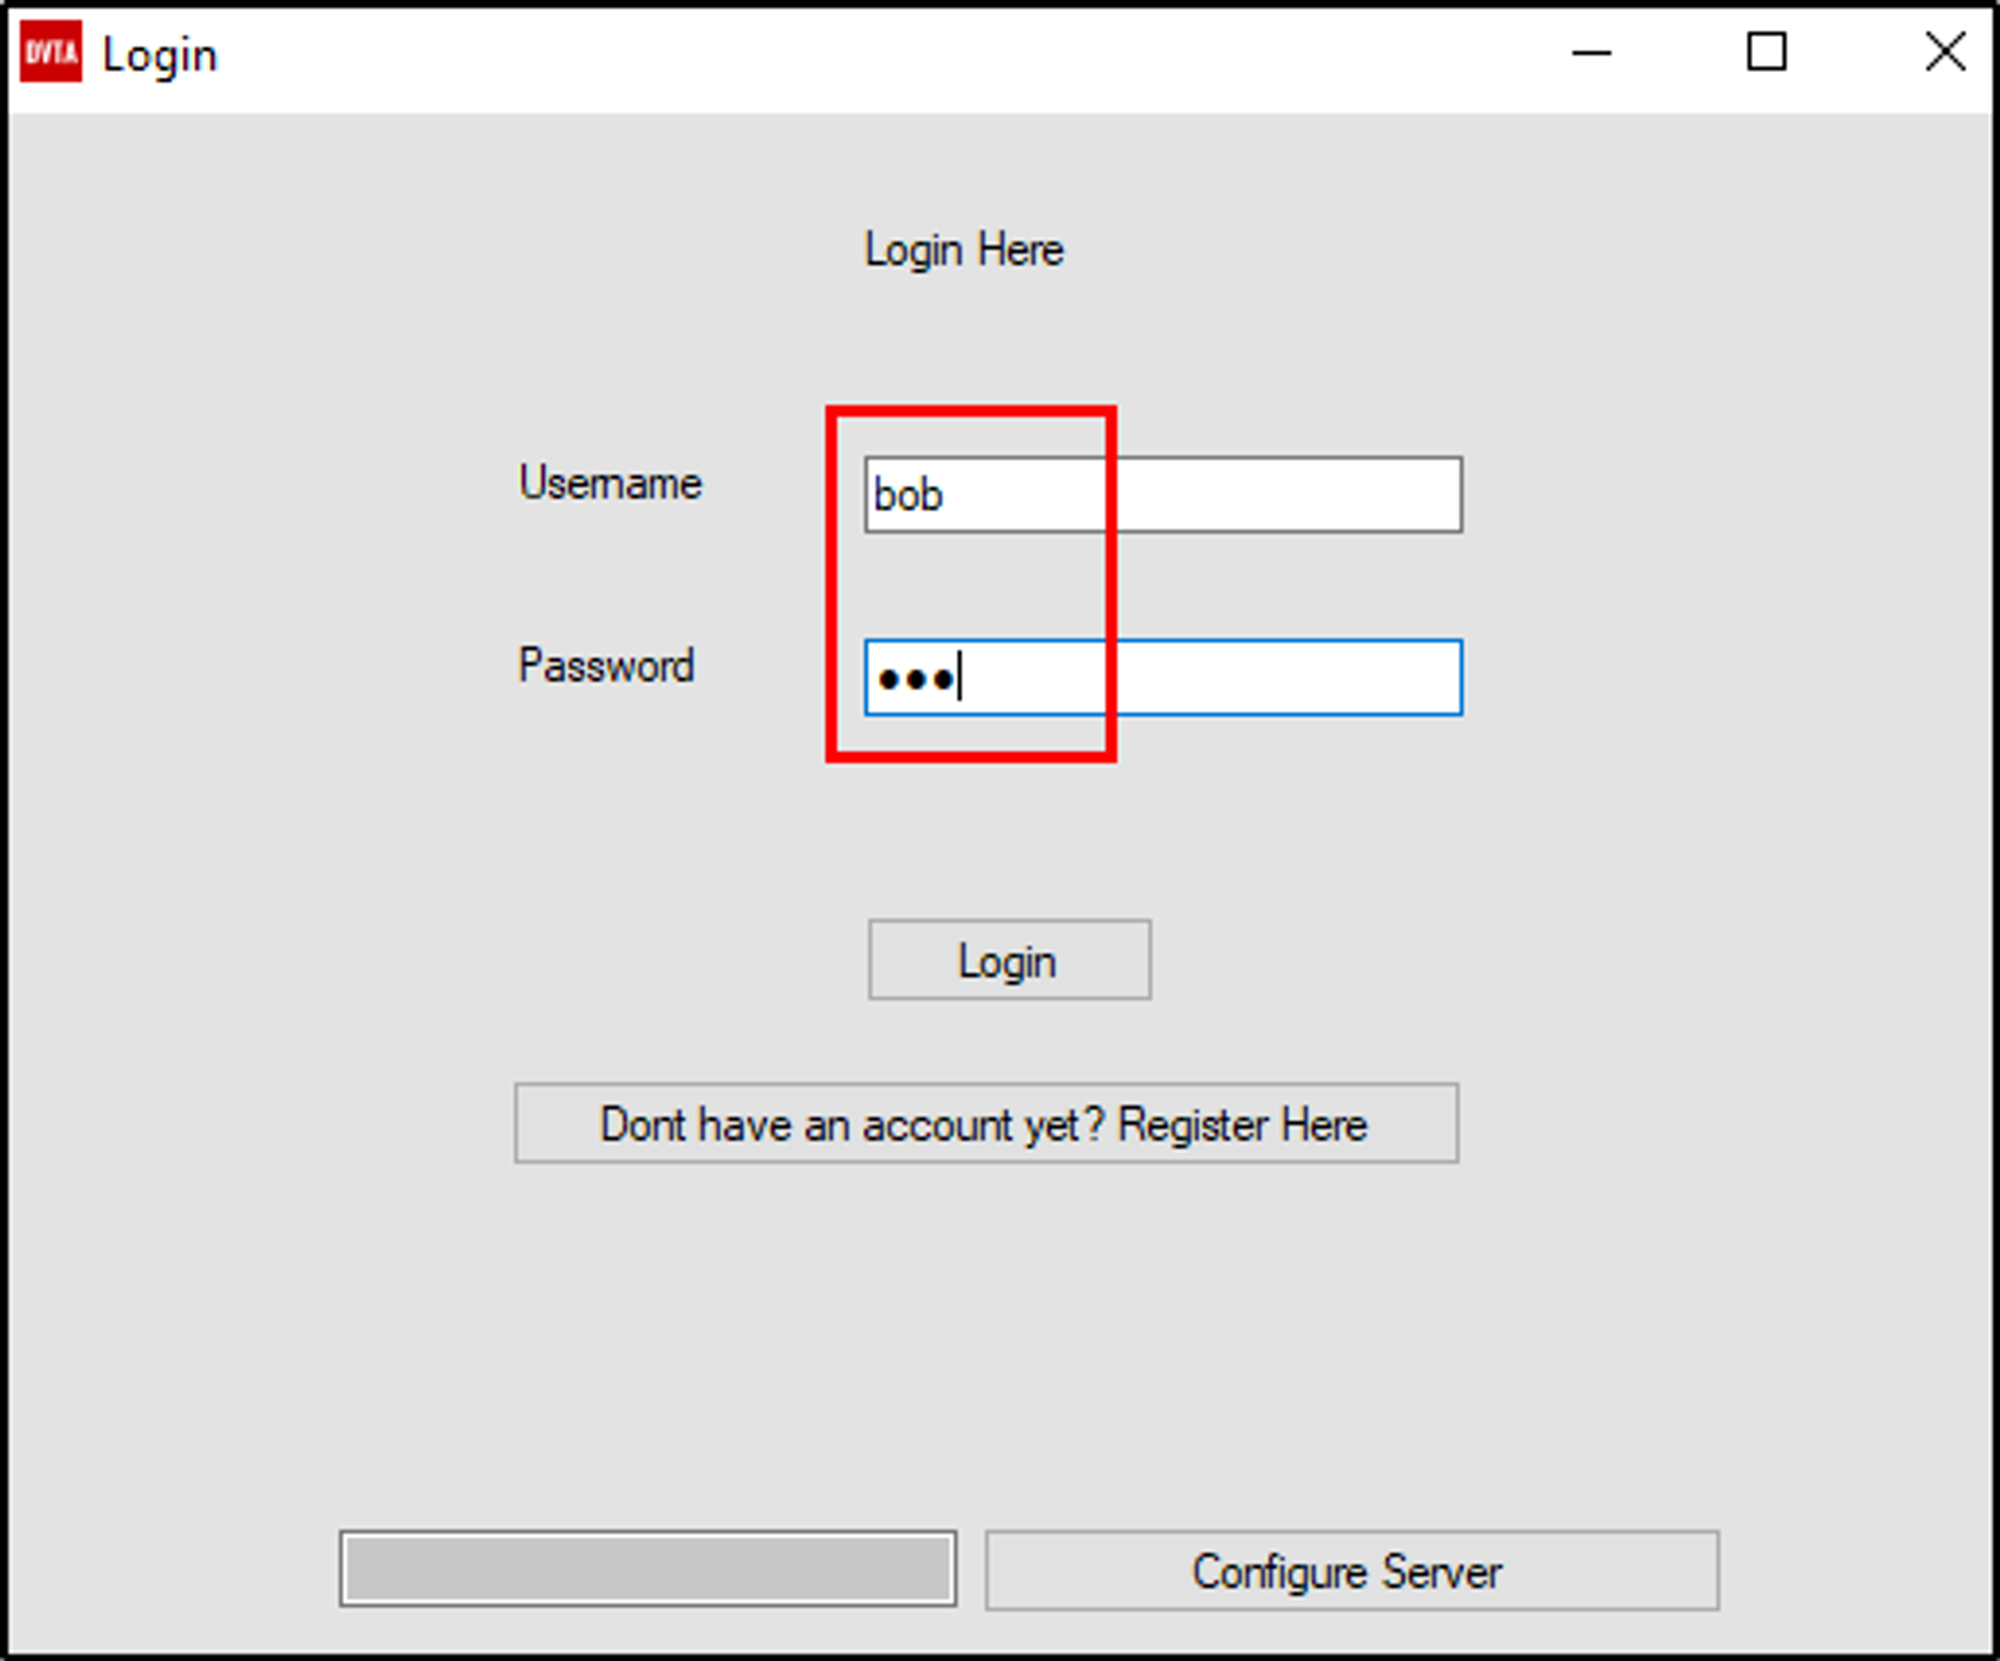 DVTA Login
Login Here
Username bob
Password •••
Login
Dont have an account yet? Register Here
Configure Server